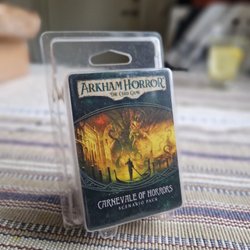 ARKHAM HORROR
THE CARD GAME
CARNEVALE OF HORRORS
SCENARIO PACK